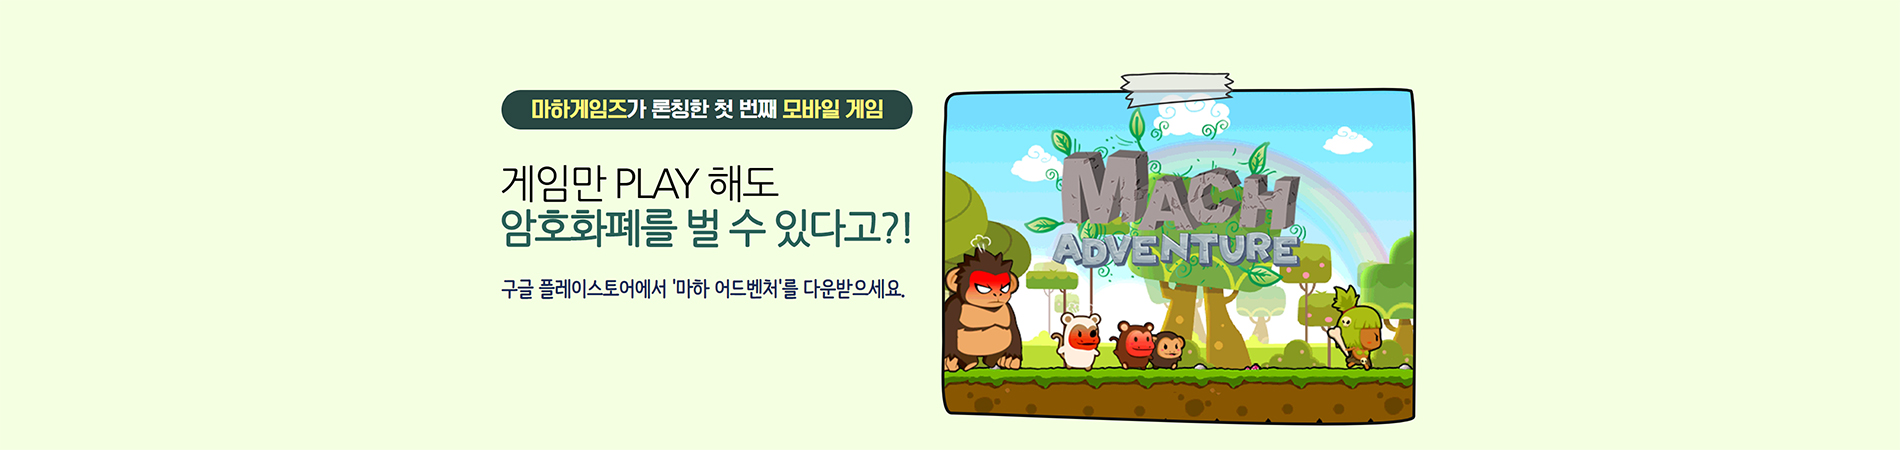 마하게임즈가 론칭한 첫 번째 모바일 게임
게임만 PLAY 해도
암호화폐를 벌 수 있다고?!
구글 플레이스토어에서 '마하 어드벤처'를 다운받으세요.
MACH
ADVENTURE